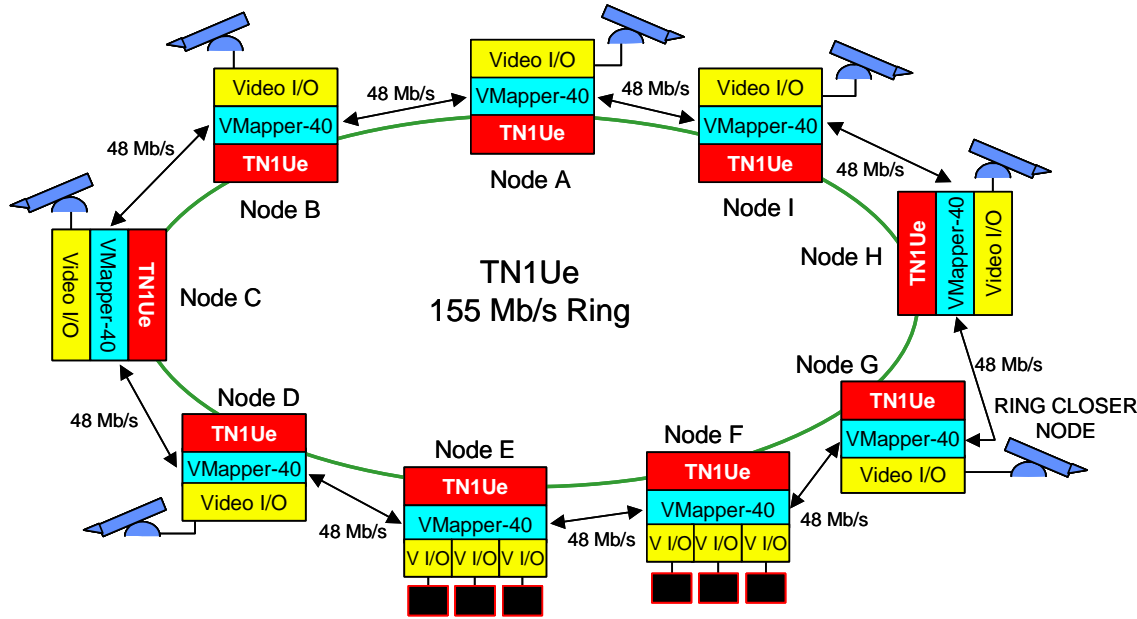 Video I/O
VMapper-40
TN1Ue
Node A
Video I/O
VMapper-40
TN1Ue
Node B
Video I/O
VMapper-40
TN1Ue
Node I
48 Mb/s
48 Mb/s
48 Mb/s
48 Mb/s
Video I/O
VMapper-40
TN1Ue
Node C
TN1Ue
155 Mb/s Ring
Node H
TN1Ue
VMapper-40
Video I/O
48 Mb/s
48 Mb/s
Node G
TN1Ue
VMapper-40
Video I/O
RING CLOSER
NODE
Node D
TN1Ue
VMapper-40
Video I/O
48 Mb/s
Node E
TN1Ue
VMapper-40
V I/O
V I/O
V I/O
48 Mb/s
Node F
TN1Ue
VMapper-40
V I/O
V I/O
V I/O
48 Mb/s